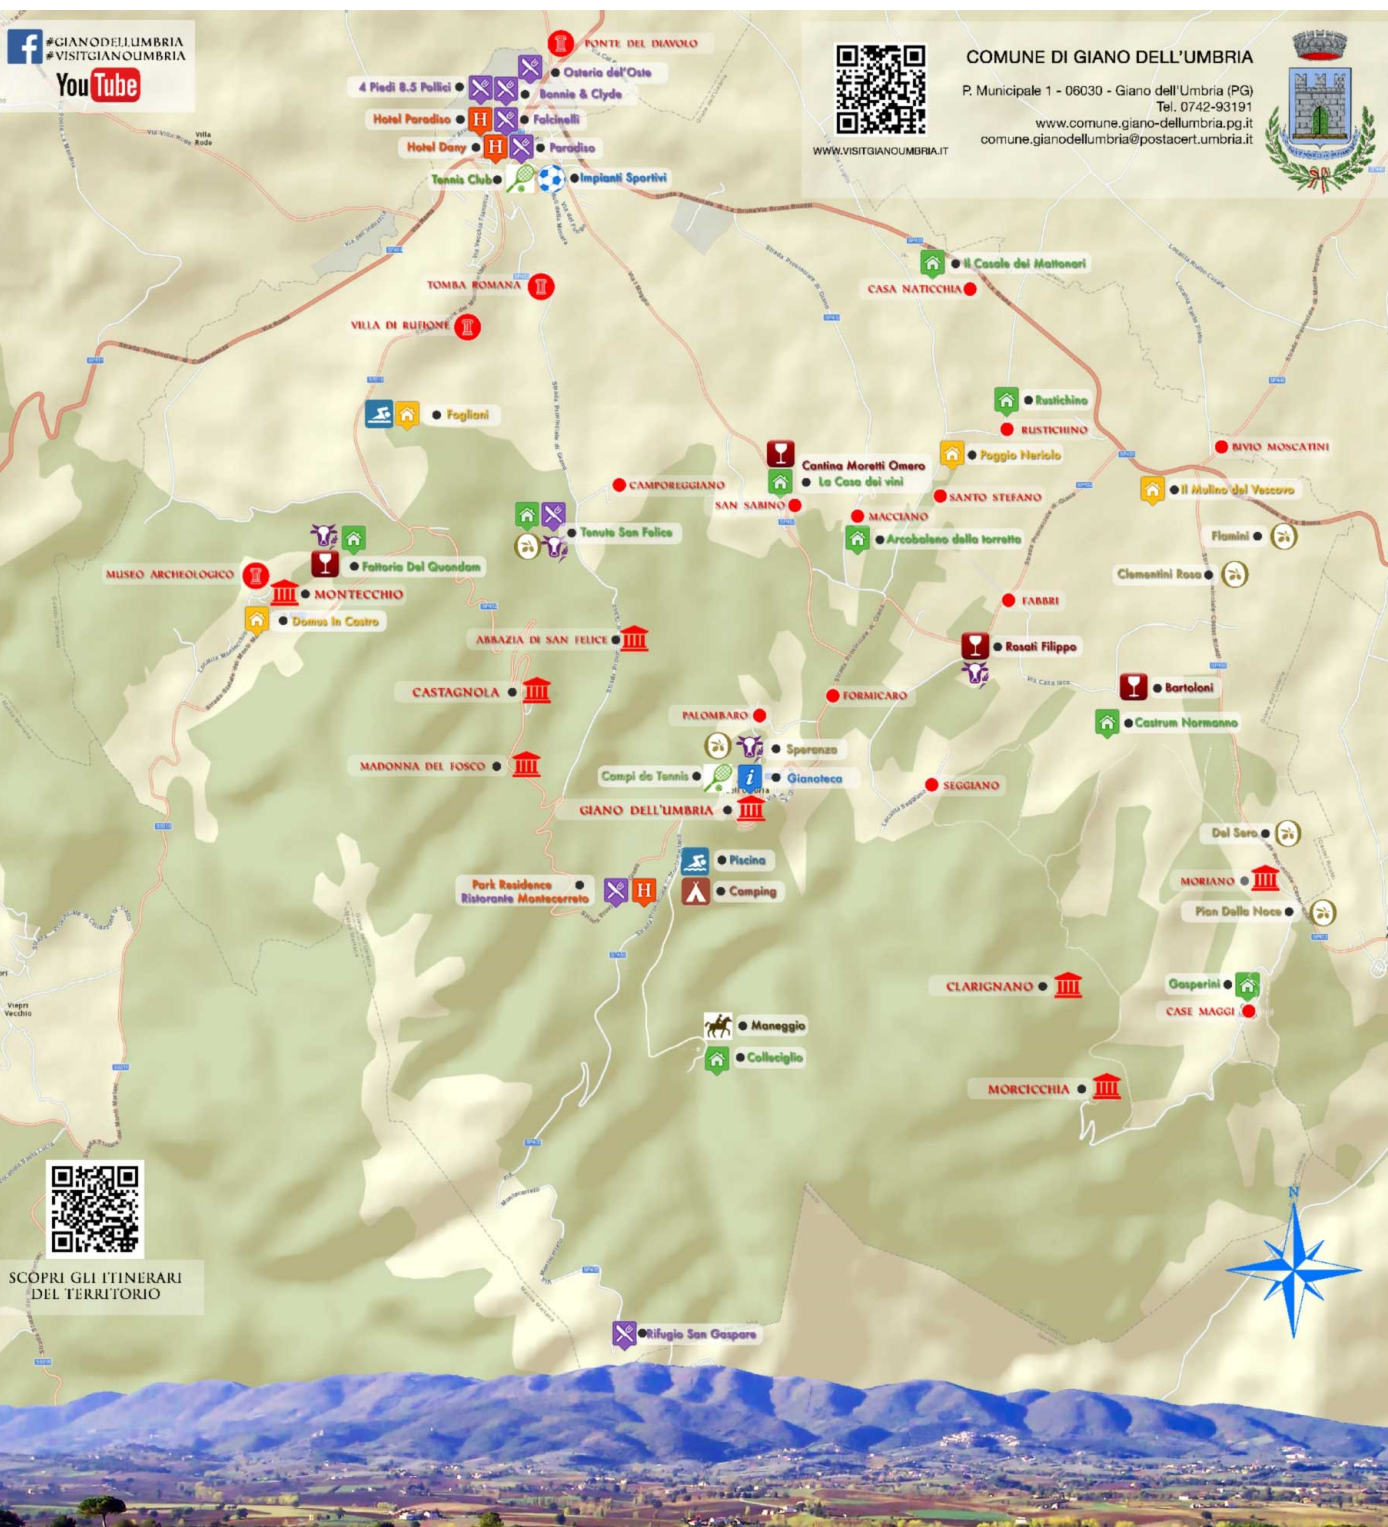 #GIANODELLUMBRIA
#VISITGIANOUMBRIA
YouTube
WWW.VISITGIANOUMBRIA.IT
COMUNE DI GIANO DELL'UMBRIA
P. Municipale 1 - 06030 - Giano dell'Umbria (PG)
Tel. 0742-93191
www.comune.giano-dellumbria.pg.it
comune.gianodellumbria@postacert.umbria.it
PONTE DEL DIAVOLO
Osteria del'Oste
4 Piedi 8.5 Pollici
Bonnie & Clyde
Hotel Paradiso
H
Falcinelli
Hotel Dany
H
Paradiso
Tennis Club
Impianti Sportivi
Villa
Rode
TOMBA ROMANA
VILLA DI RUFIONE
Il Casale dei Mattonari
CASA NATICCHIA
Fogliani
Rustichino
RUSTICHINO
Poggio Neriolo
BIVIO MOSCATINI
Cantina Moretti Omero
La Casa dei vini
CAMPOREGGIANO
SAN SABINO
SANTO STEFANO
MACCIANO
Il Mulino del Vescovo
Tenuta San Felice
Arcobaleno della torretta
Flamini
Fattoria Del Quondam
MUSEO ARCHEOLOGICO
MONTECCHIO
Clementini Rosa
Domus In Castro
FABBRI
ABBAZIA DI SAN FELICE
Rosati Filippo
CASTAGNOLA
FORMICARO
Bartoloni
PALOMBARO
Castrum Normanno
Speranza
MADONNA DEL FOSCO
Campi da Tennis
i
Gianoteca
SEGGIANO
GIANO DELL'UMBRIA
Del Sero
Piscina
Park Residence
Ristorante Montecerreto
H
Camping
MORIANO
Pian Della Noce
CLARIGNANO
Gasperini
CASE MAGGI
Viepri
Vecchio
Maneggio
Colleciglio
MORCICCHIA
N
SCOPRI GLI ITINERARI
DEL TERRITORIO
Rifugio San Gaspare